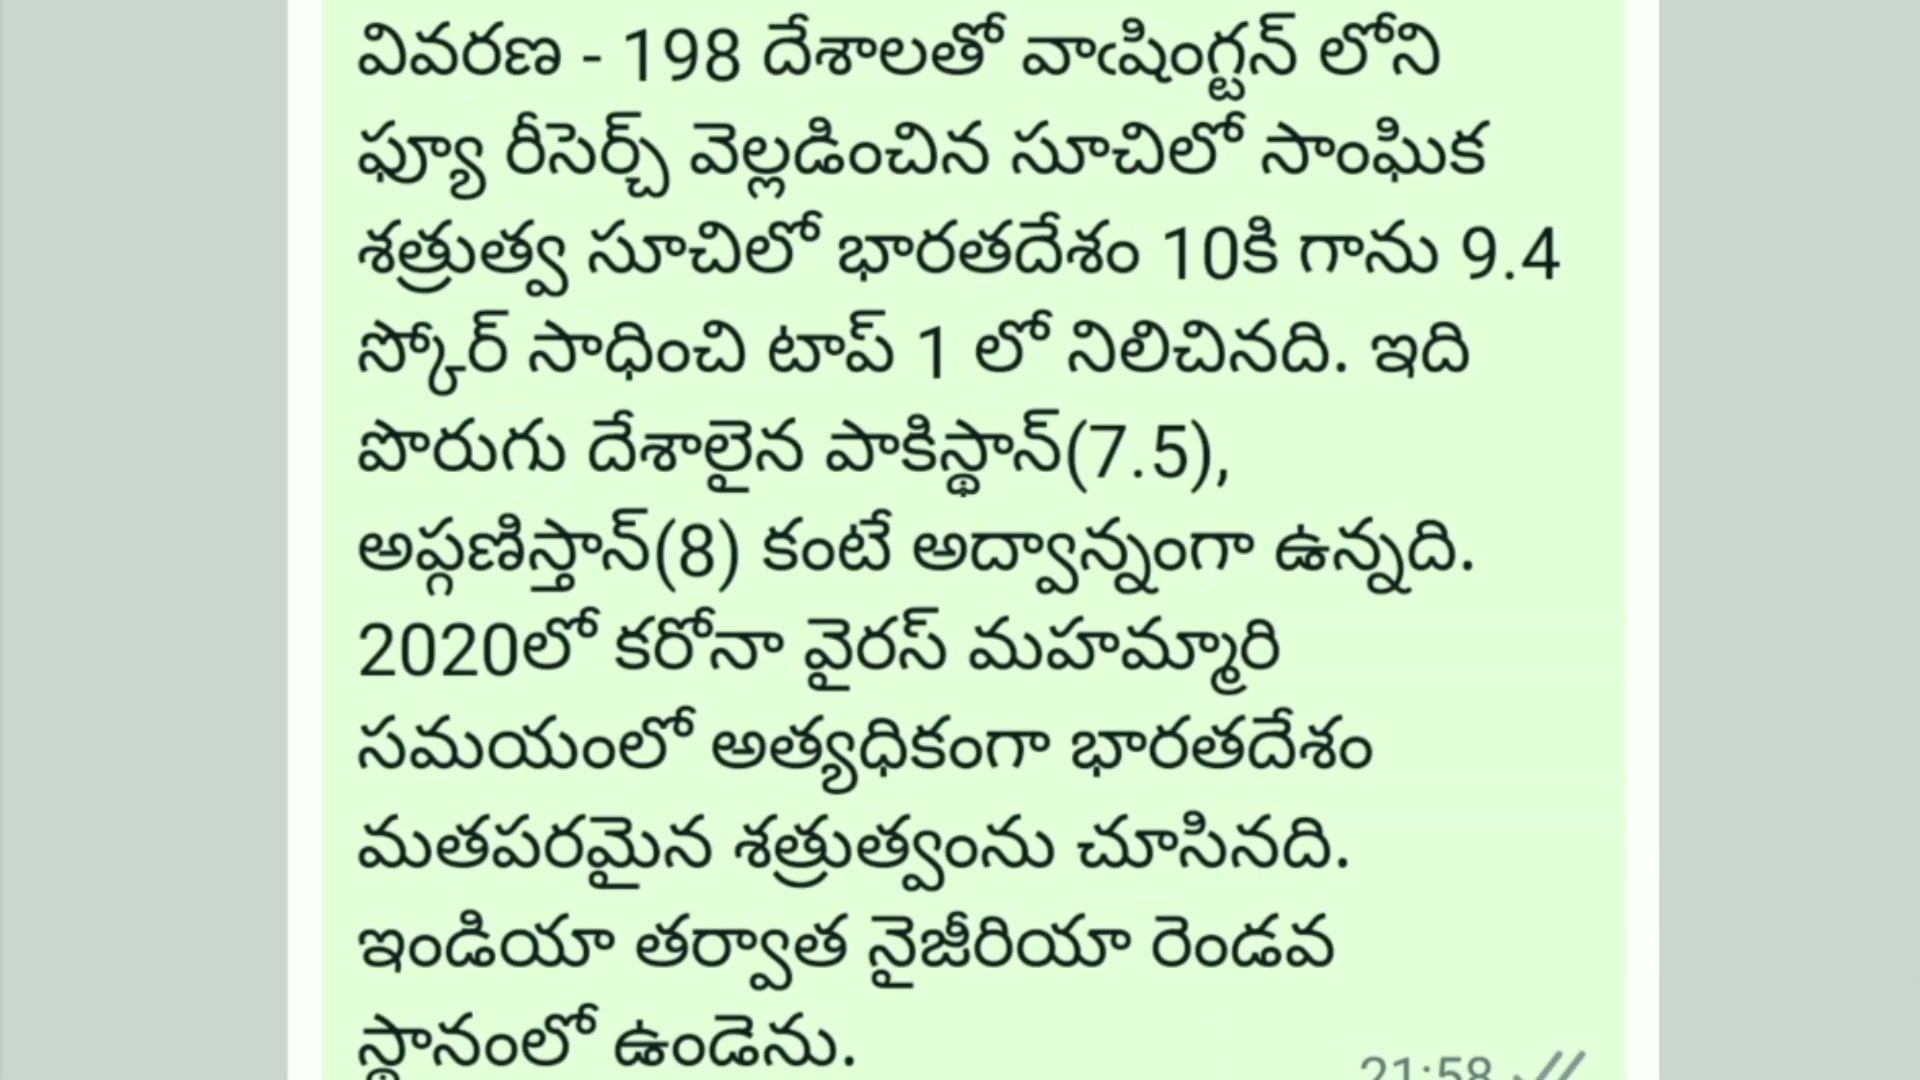 వివరణ - 198 దేశాలతో వాఁషింగ్టన్ లోని
ఫ్యూ రీసెర్చ్ వెల్లడించిన సూచిలో సాంఘిక
శత్రుత్వ సూచిలో భారతదేశం 10కి గాను 9.4
స్కోర్ సాధించి టాప్ 1 లో నిలిచినది. ఇది
పొరుగు దేశాలైన పాకిస్థాన్(7.5),
అప్గణిస్తాన్(8) కంటే అద్వాన్నంగా ఉన్నది.
2020లో కరోనా వైరస్ మహమ్మారి
సమయంలో అత్యధికంగా భారతదేశం
మతపరమైన శత్రుత్వంను చూసినది.
ఇండియా తర్వాత నైజీరియా రెండవ
స్థానంలో ఉండెను.
21:58